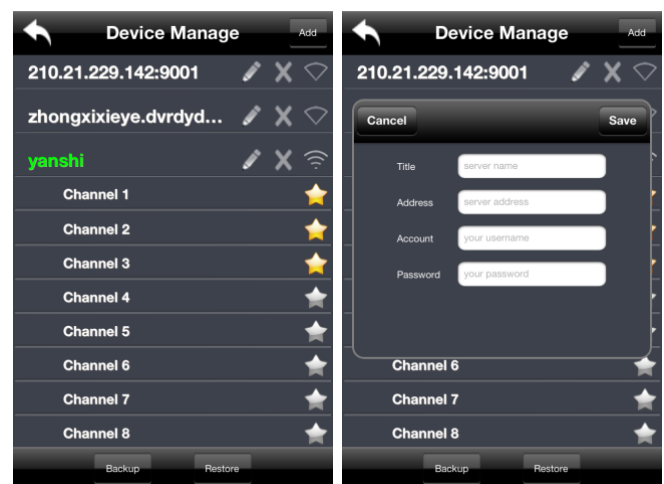 Device Manage
Add
210.21.229.142:9001
zhongxixieye.dvrdyd...
yanshi
Channel 1
Channel 2
Channel 3
Channel 4
Channel 5
Channel 6
Channel 7
Channel 8
Backup Restore
Device Manage
Add
210.21.229.142:9001
Cancel Save
Title server name
Address server address
Account your username
Password your password
Channel 6
Channel 7
Channel 8
Backup Restore